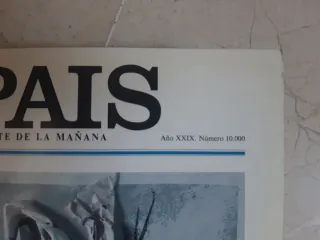 PAIS
TE DE LA MAÑANA
Año XXIX. Número 10.000